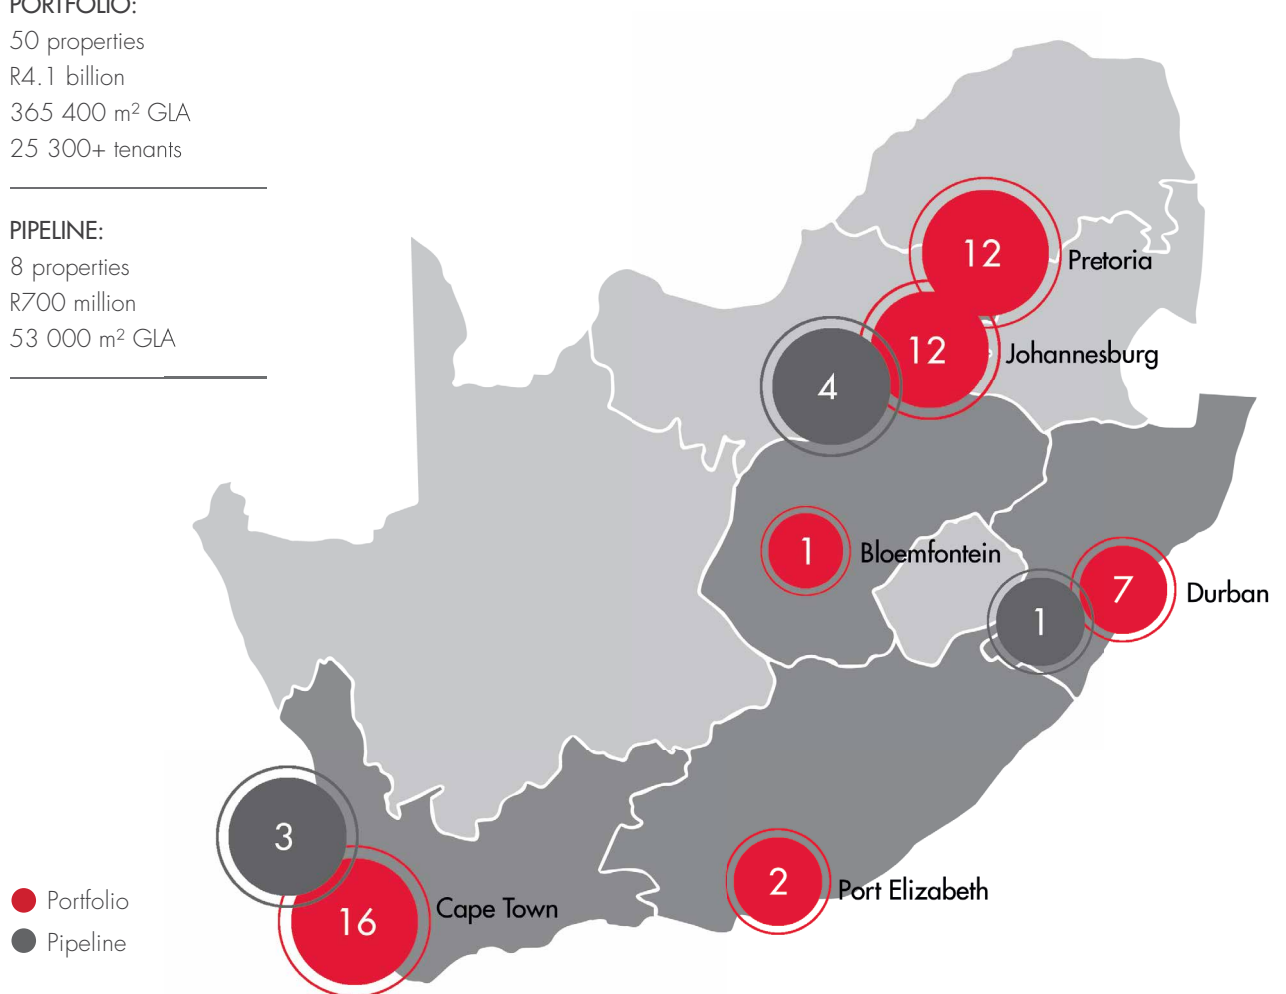 PORTFOLIO:
50 properties
R4.1 billion
365 400 m² GLA
25 300+ tenants
PIPELINE:
8 properties
R700 million
53 000 m² GLA
12
Pretoria
12
Johannesburg
4
1
Bloemfontein
7
Durban
1
3
16
Cape Town
2
Port Elizabeth
Portfolio
Pipeline